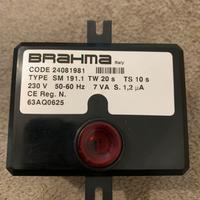 BRAHMA
Italy
CODE 24081981
TYPE SM 191.1 TW 20 s TS 10 s
230 V 50-60 Hz 7 VA S. 1,2 µA
CE Reg. N.
63AQ0625